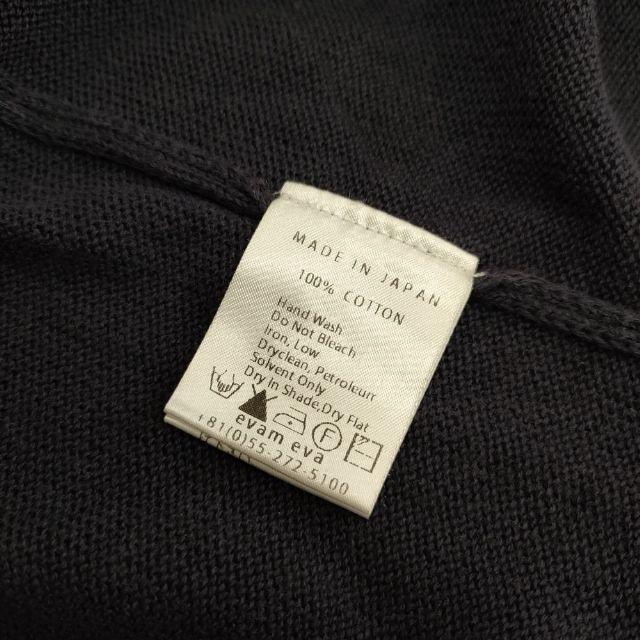 MADE IN JAPAN
100% COTTON
Hand Wash
Do Not Bleach
Iron, Low
Dryclean, Petroleurr
Solvent Only
Dry in Shade,Dry Flat
F
evam eva
+81(0)55-272-5100